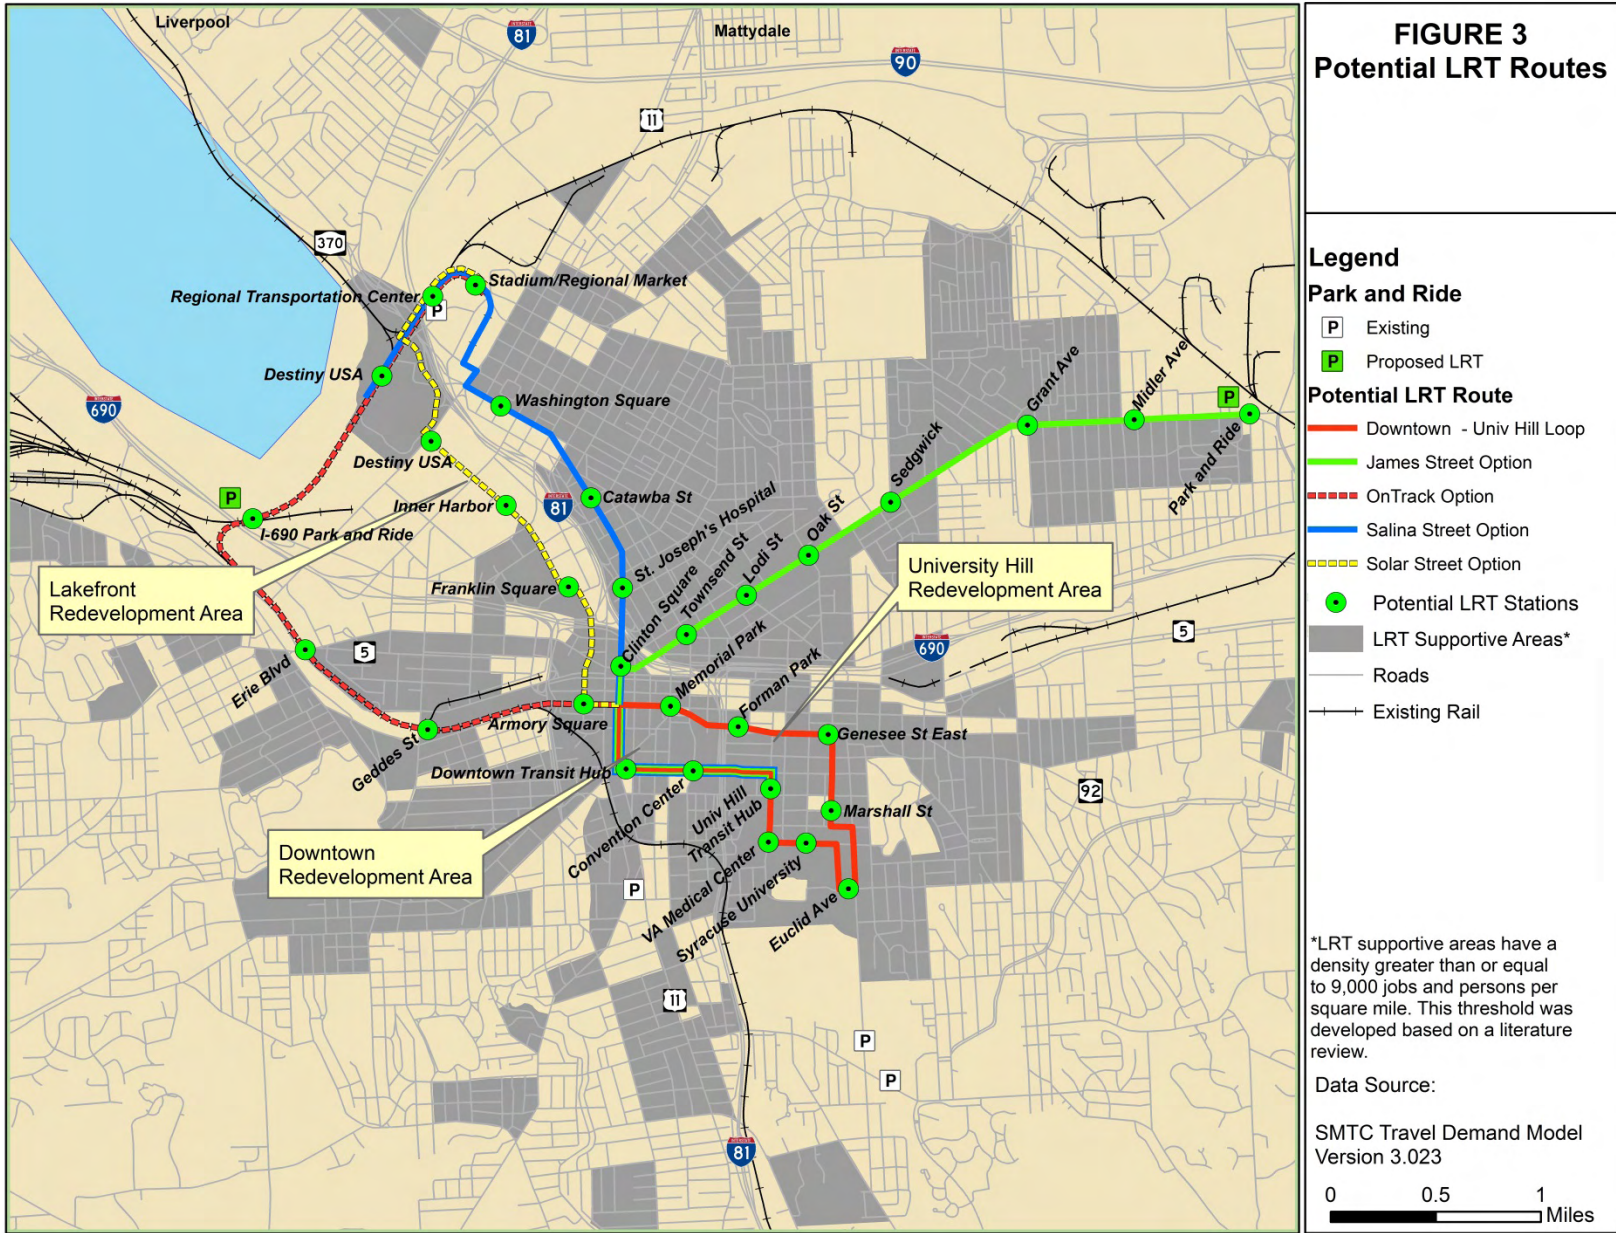 Liverpool
INTERSTATE
81
Mattydale
INTERSTATE
90
11
370
Stadium/Regional Market
Regional Transportation Center
P
Destiny USA
Washington Square
INTERSTATE
690
Destiny USA
Grant Ave
Midler Ave
P
Park and Ride
Sedgwick
P
Inner Harbor
INTERSTATE
81
Catawba St
I-690 Park and Ride
St. Joseph's Hospital
Oak St
Lodi St
Townsend St
Clinton Square
Lakefront
Redevelopment Area
Franklin Square
University Hill
Redevelopment Area
5
Erie Blvd
Memorial Park
Forman Park
INTERSTATE
690
5
Armory Square
Geddes St
Genesee St East
Downtown Transit Hub
Convention Center
Univ Hill
Transit Hub
Marshall St
92
Downtown
Redevelopment Area
P
VA Medical Center
Syracuse University
Euclid Ave
11
P
P
INTERSTATE
81
FIGURE 3
Potential LRT Routes
Legend
Park and Ride
P Existing
P Proposed LRT
Potential LRT Route
Downtown - Univ Hill Loop
James Street Option
OnTrack Option
Salina Street Option
Solar Street Option
Potential LRT Stations
LRT Supportive Areas*
Roads
Existing Rail
*LRT supportive areas have a
density greater than or equal
to 9,000 jobs and persons per
square mile. This threshold was
developed based on a literature
review.
Data Source:
SMTC Travel Demand Model
Version 3.023
0 0.5 1
Miles